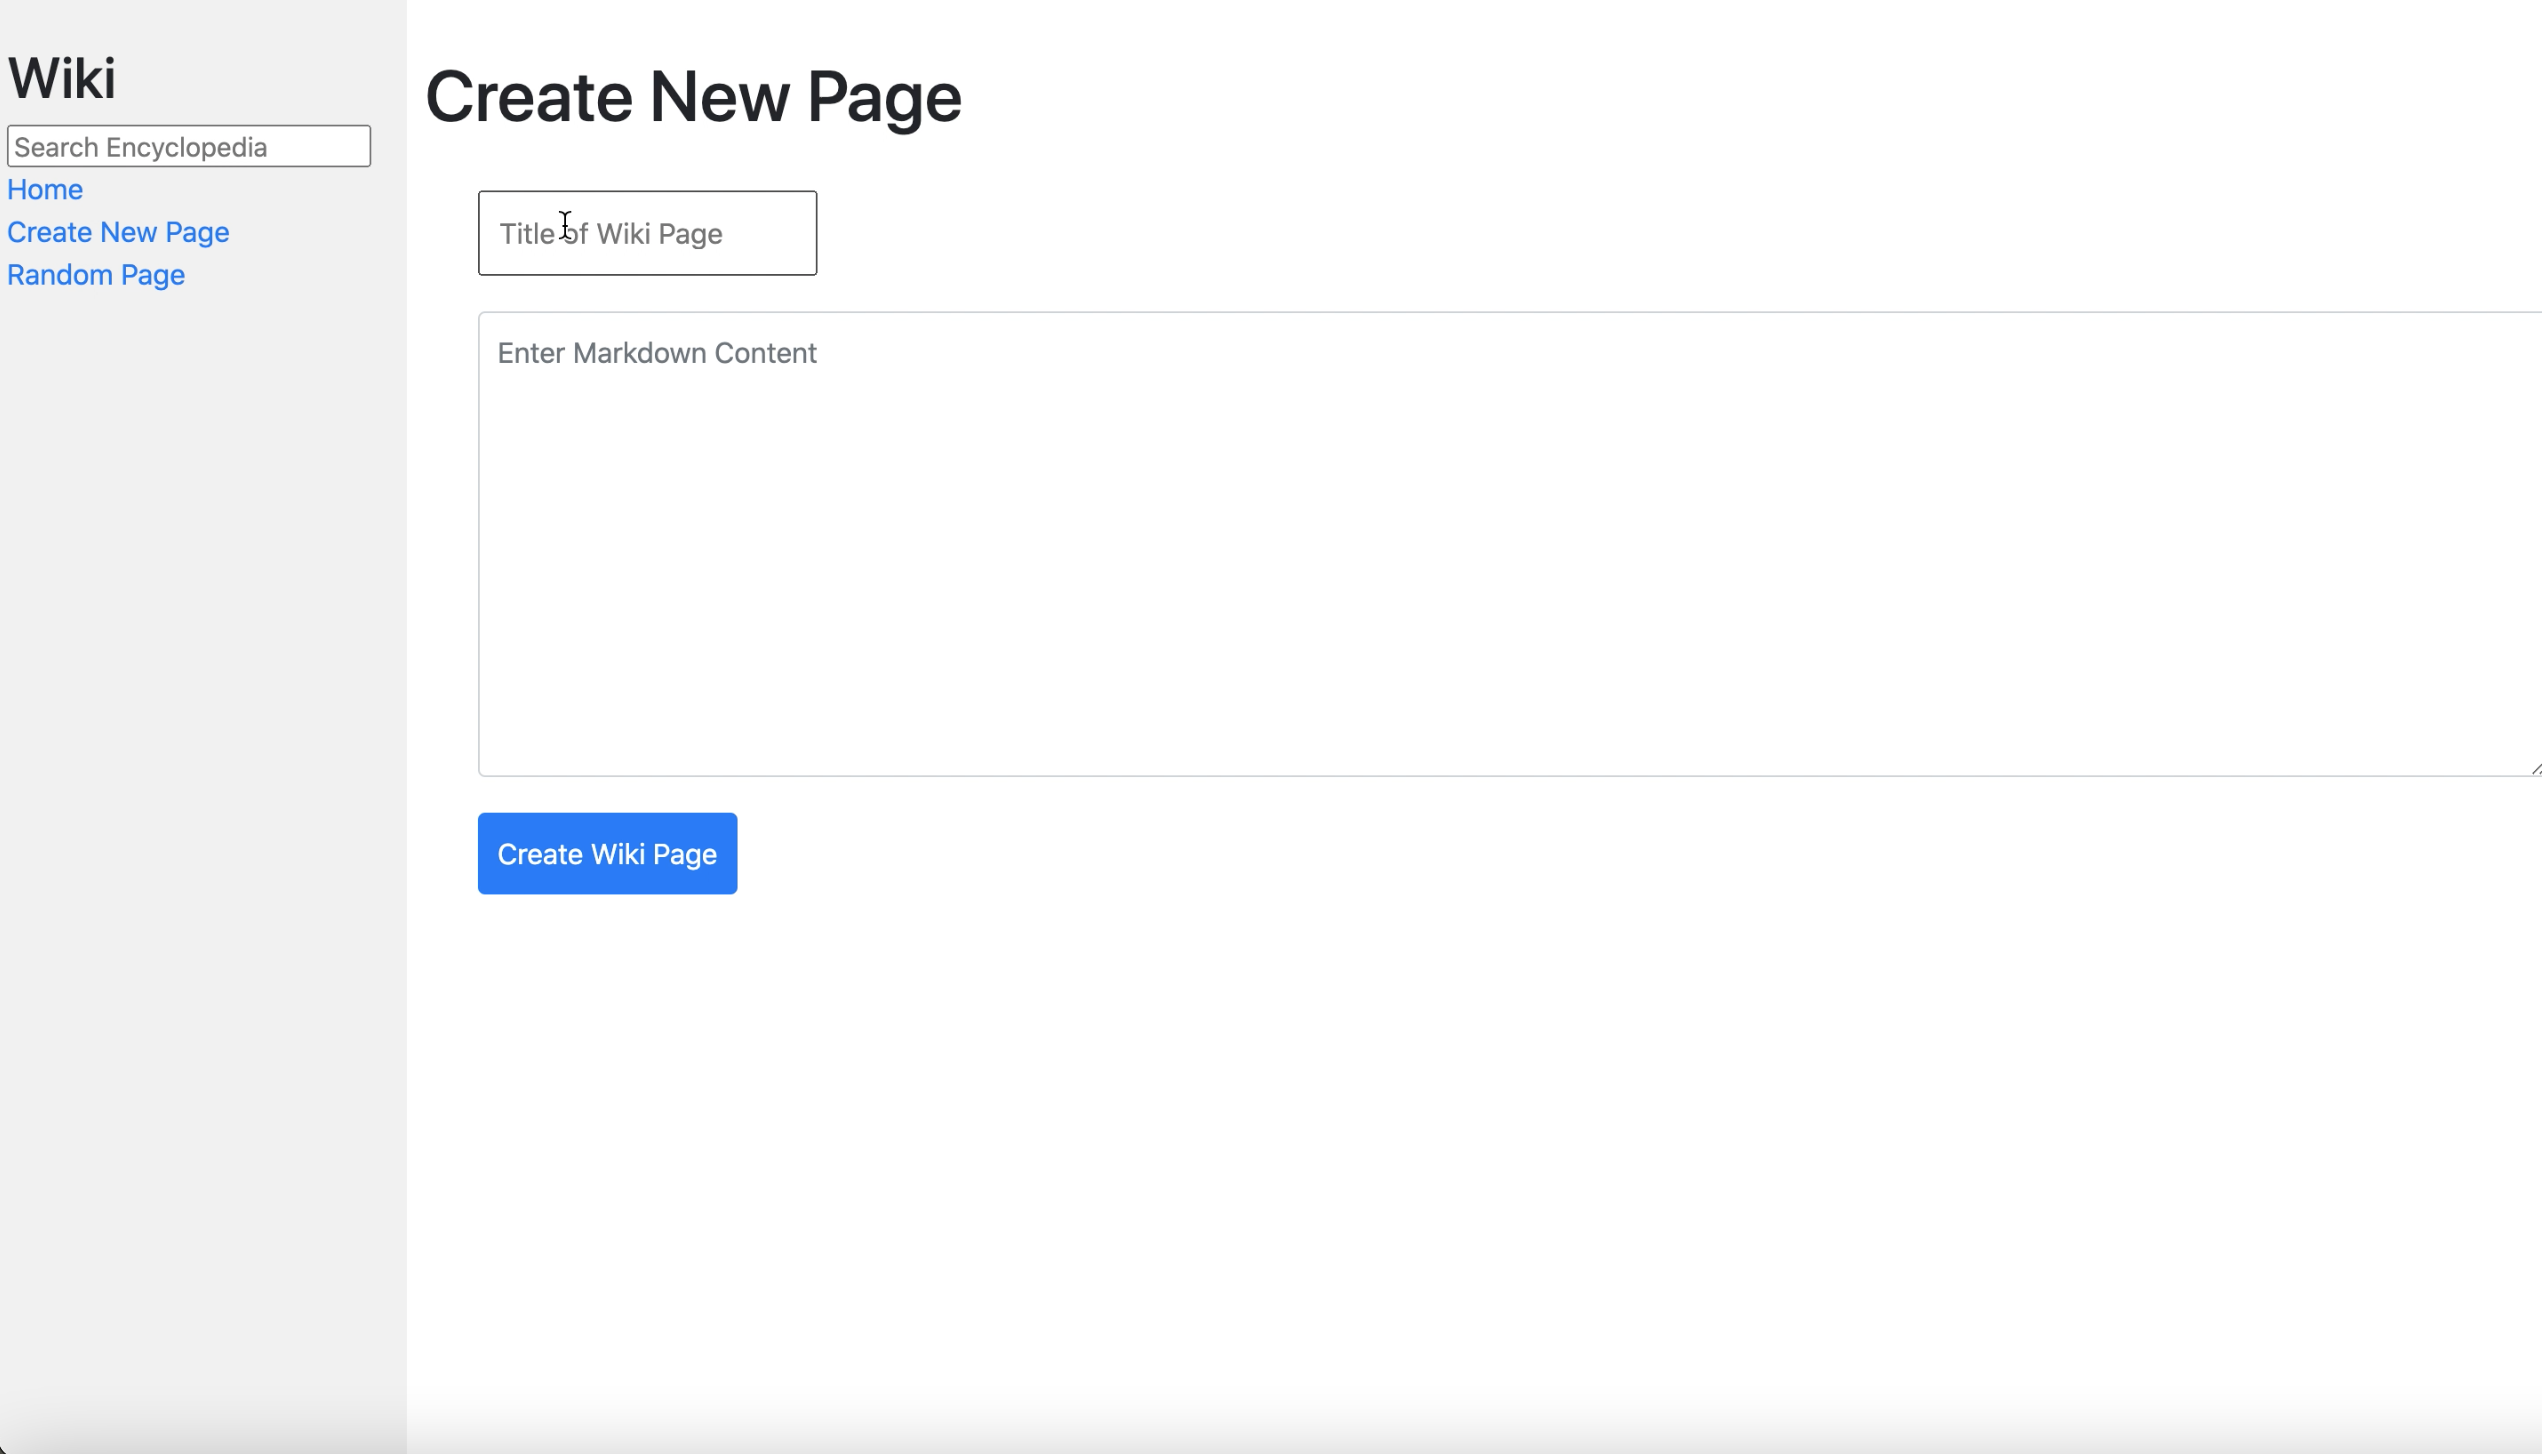 Wiki
Search Encyclopedia
Home
Create New Page
Random Page
Create New Page
Title of Wiki Page
Enter Markdown Content
Create Wiki Page